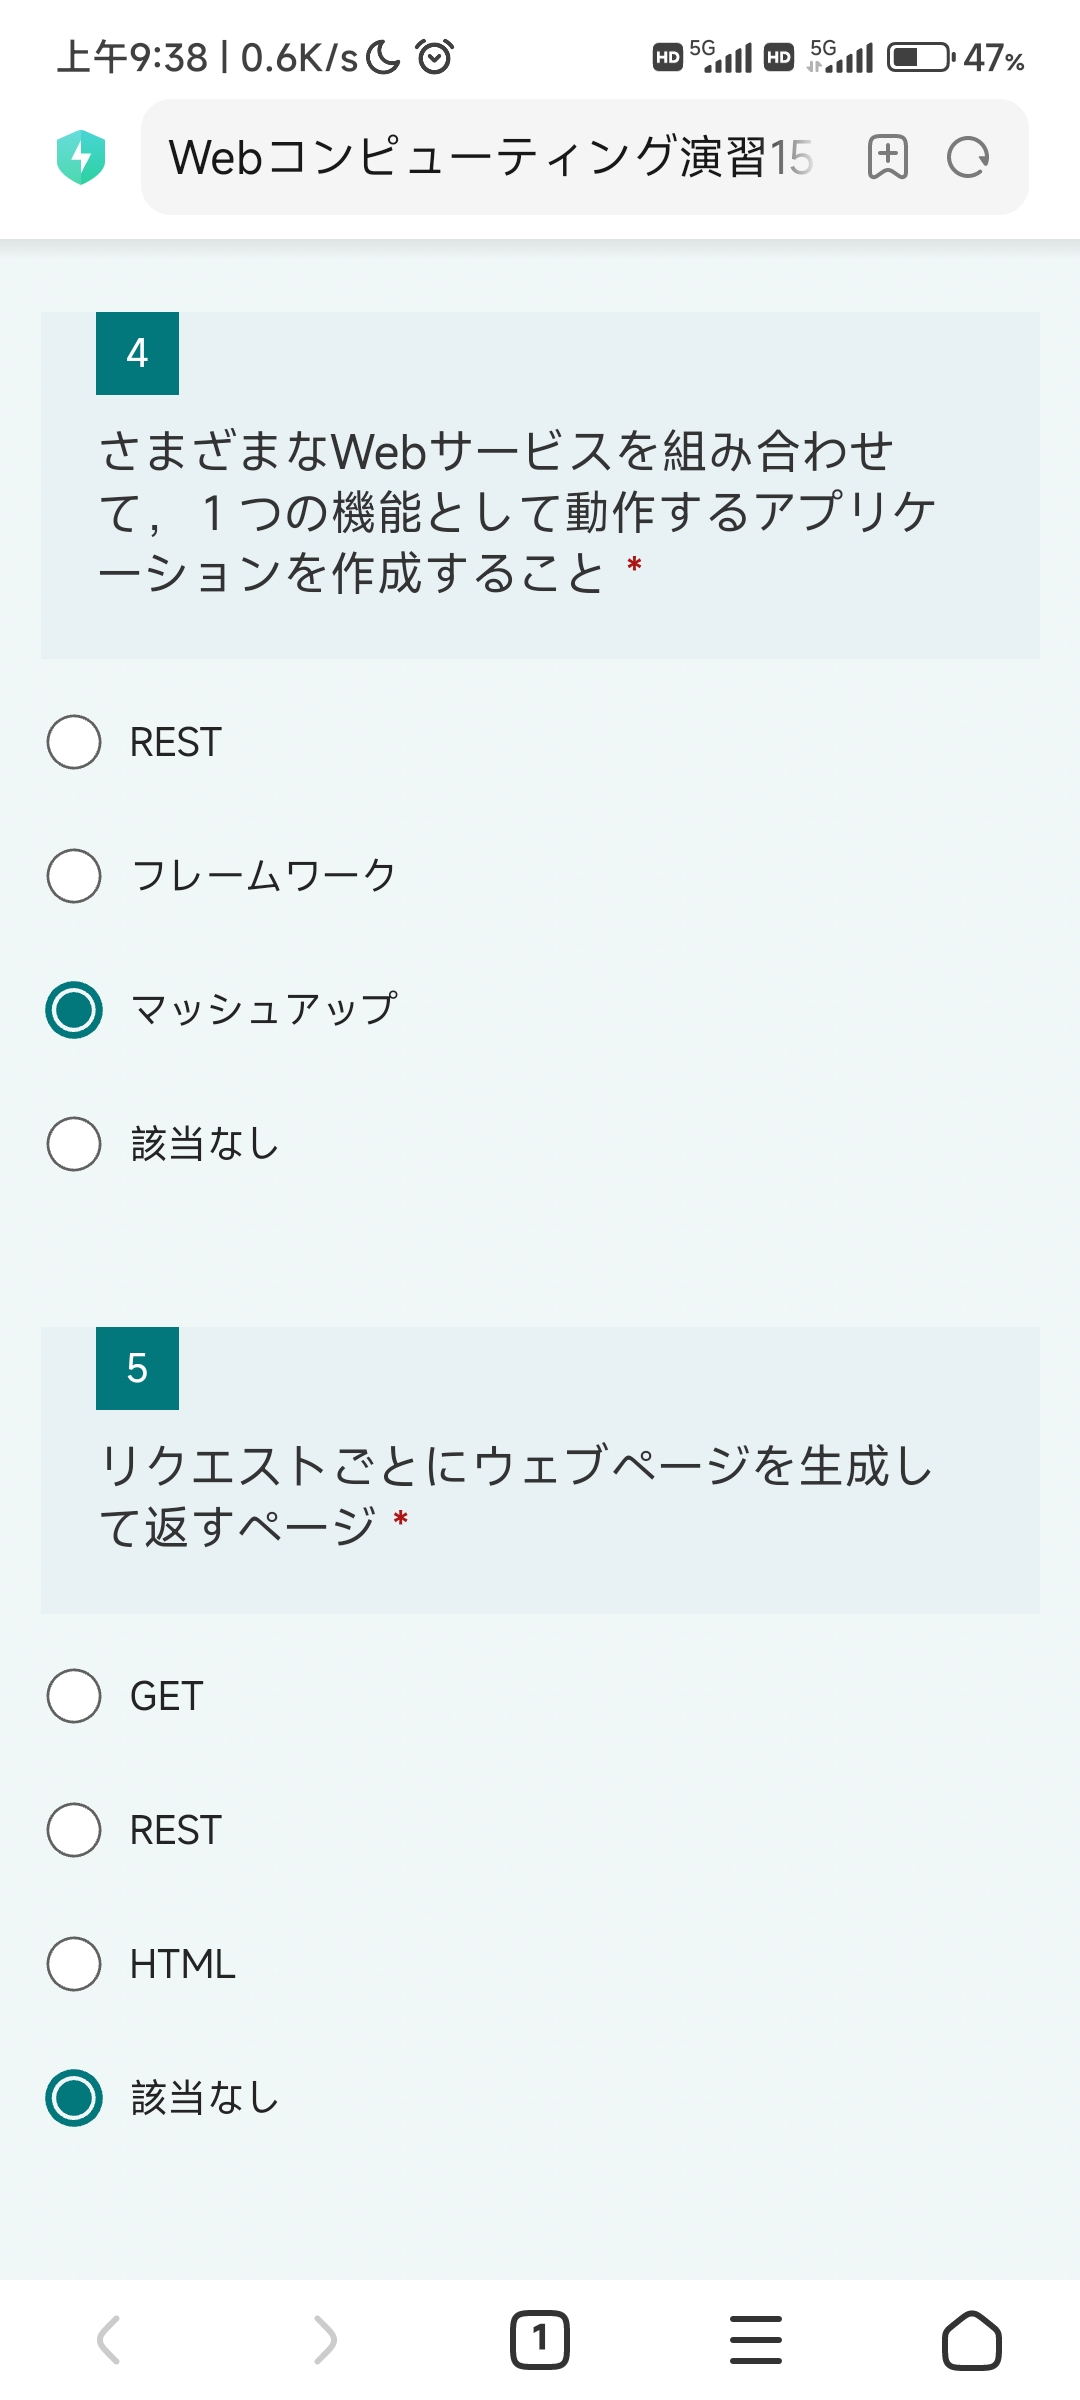 上午9:38 | 0.6K/s HD 5G HD 5G 47%
Webコンピューティング演習15
4
さまざまなWebサービスを組み合わせ
て，１つの機能として動作するアプリケ
ーションを作成すること *
REST
フレームワーク
マッシュアップ
該当なし
5
リクエストごとにウェブページを生成し
て返すページ *
GET
REST
HTML
該当なし
1